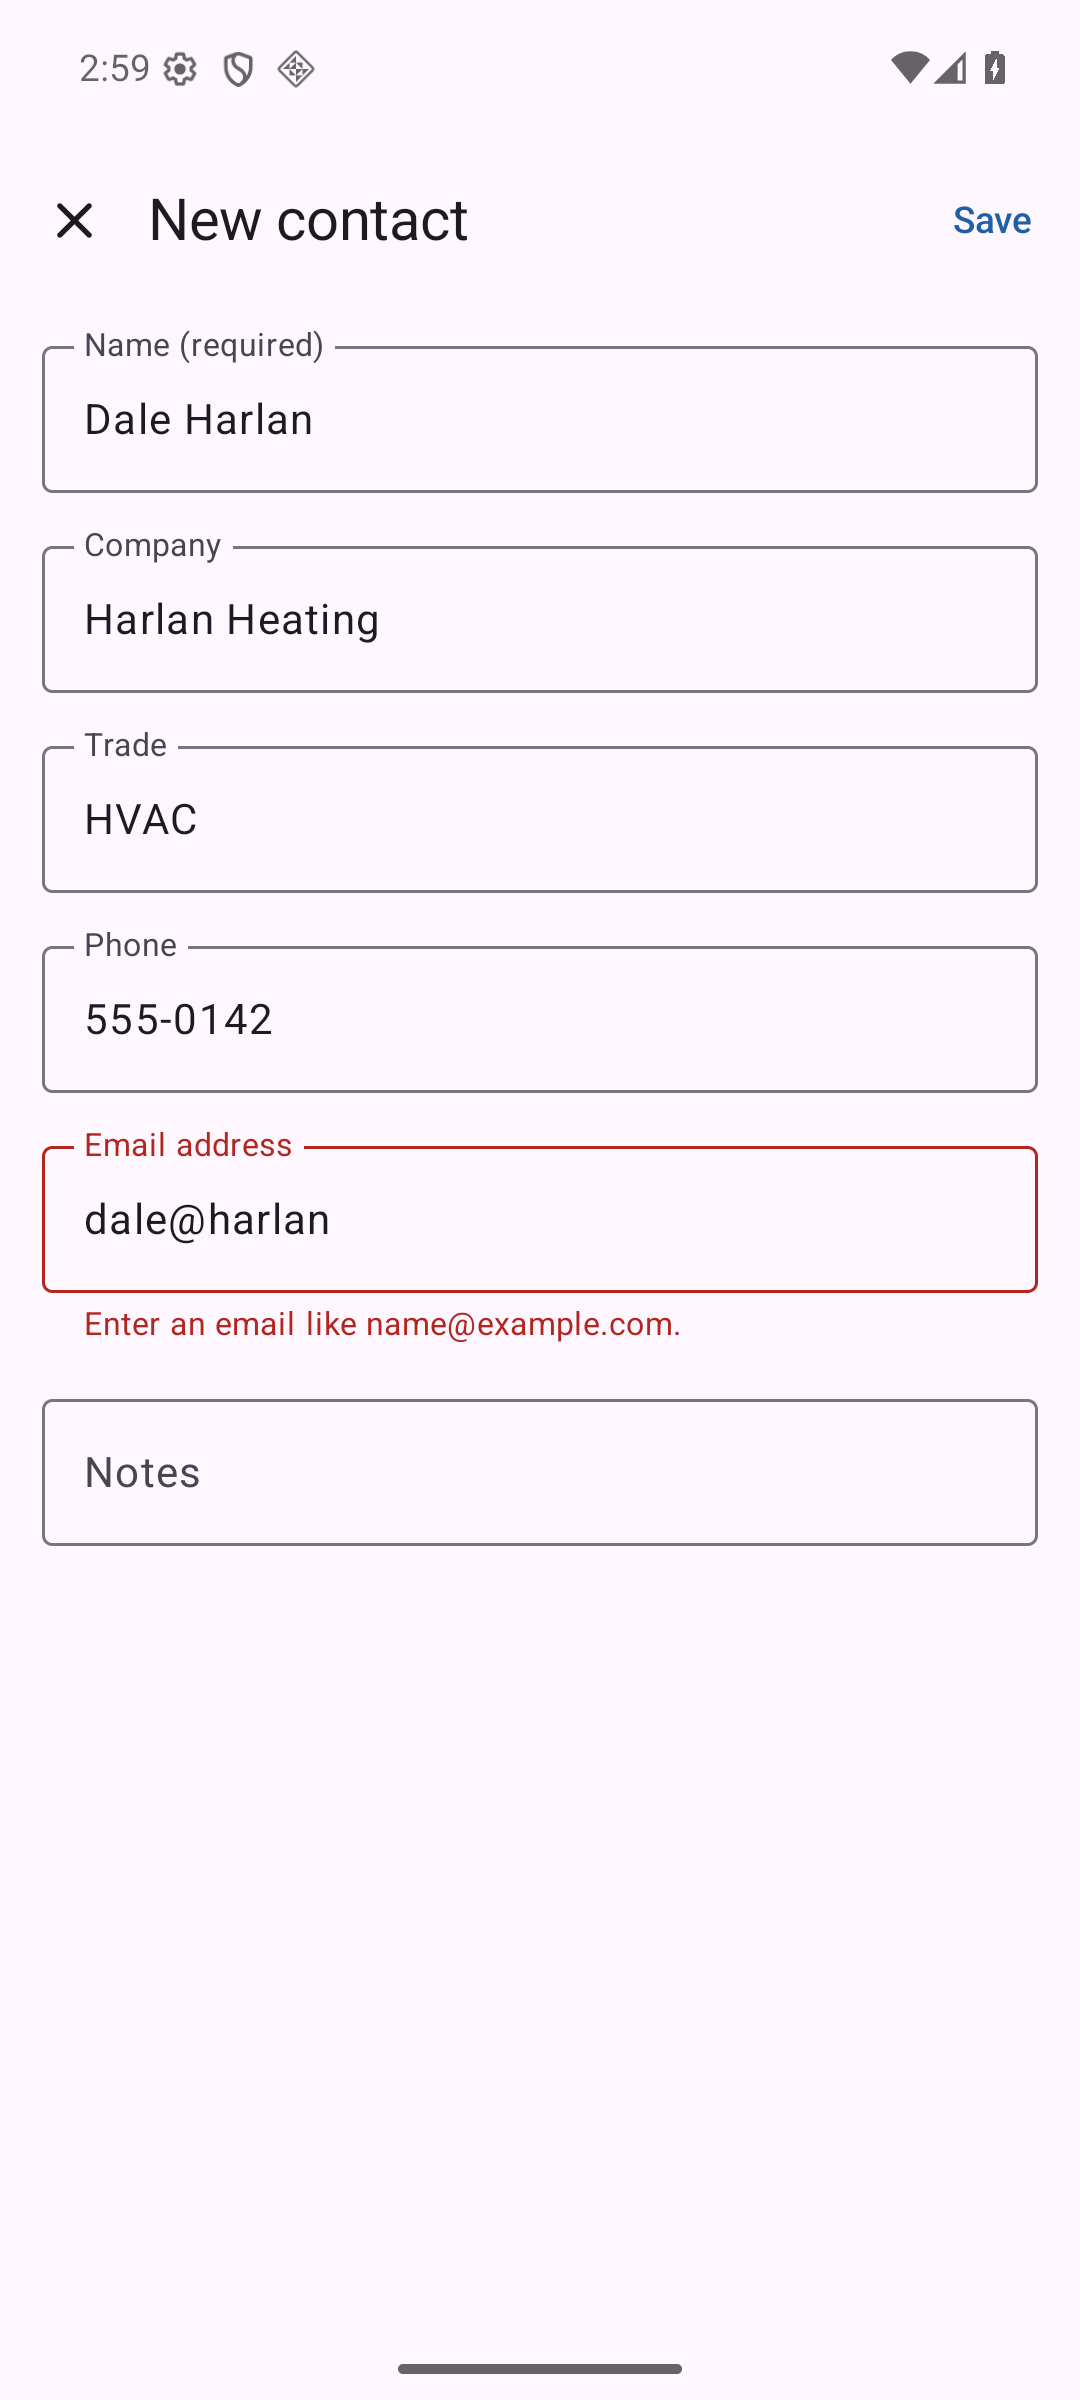 2:59
New contact
Save
Name (required)
Dale Harlan
Company
Harlan Heating
Trade
HVAC
Phone
555-0142
Email address
dale@harlan
Enter an email like name@example.com.
Notes